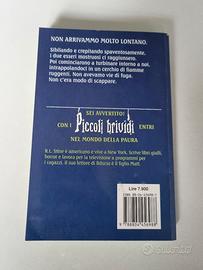 NON ARRIVAMMO MOLTO LONTANO.
Sibilando e crepitando spaventosamente,
i due esseri mostruosi ci raggiunsero.
Poi cominciarono a turbinare intorno a noi,
intrappolandoci in un cerchio di fiamme
ruggenti. Non avevamo vie di fuga.
Non c'era modo di scappare.
SEI AVVERTITO!
CON I Piccoli brividi ENTRI
NEL MONDO DELLA PAURA
R.L. Stine è americano e vive a New York. Scrive libri gialli,
horror e fantasy per la televisione e programmi per
i ragazzi. Il suo lettore di fiducia è il figlio Matt.
Lire 7.900
subito